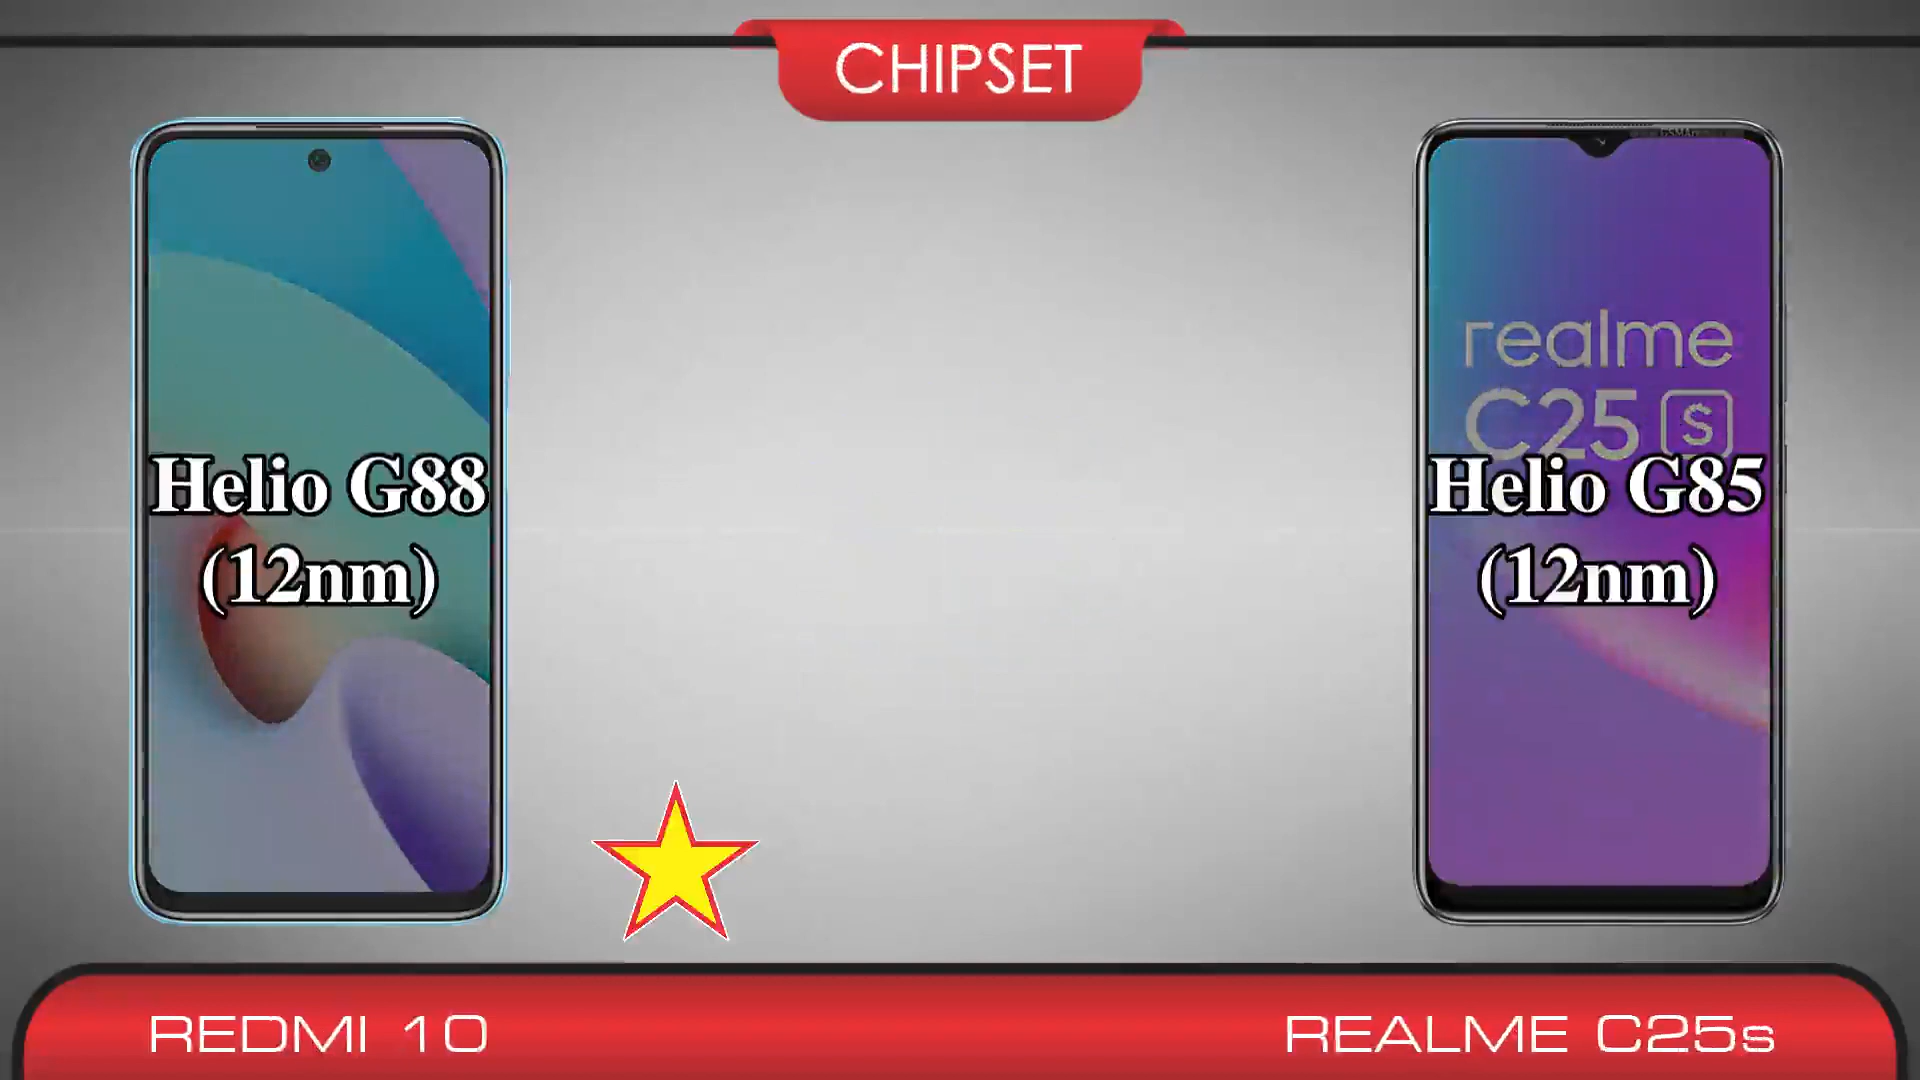 CHIPSET
realme
C25 S
Helio G88
(12nm)
Helio G85
(12nm)
REDMI 10
REALME C25s